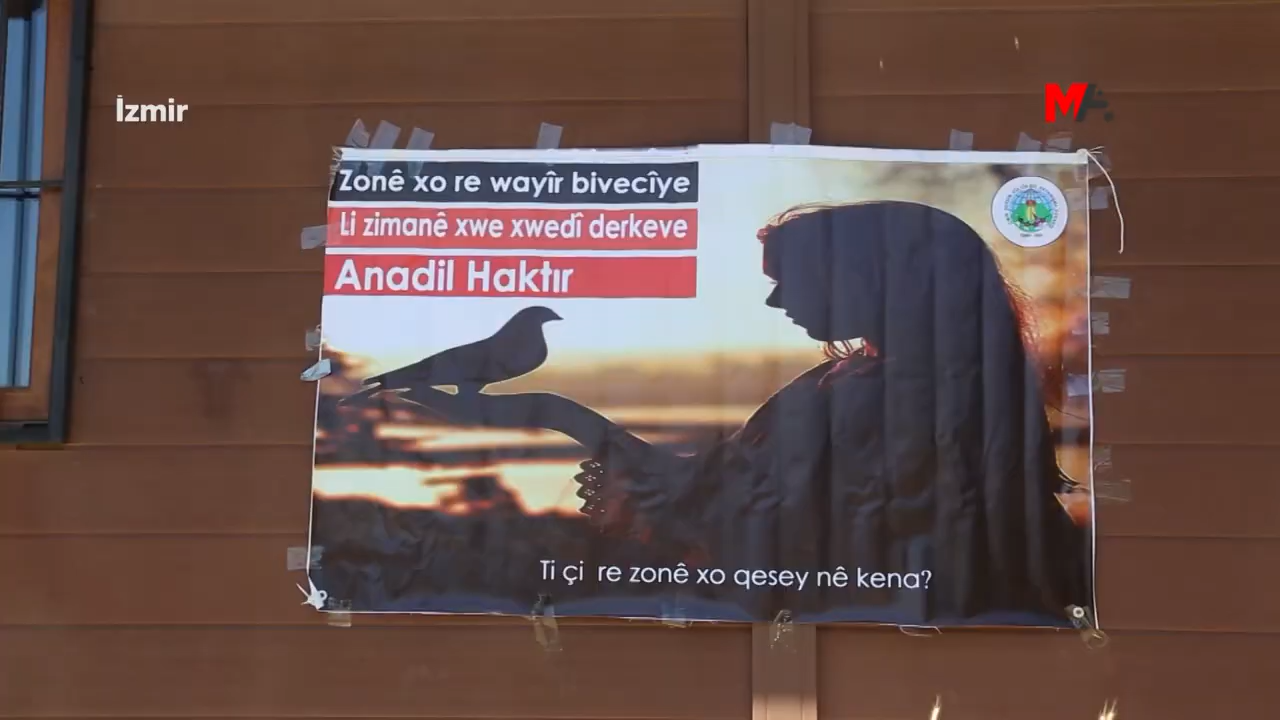 İzmir
MA
Zonê xo re wayîr bivecîye
Li zimanê xwe xwedî derkeve
Anadil Haktır
Ti çi re zonê xo qesey nê kena?